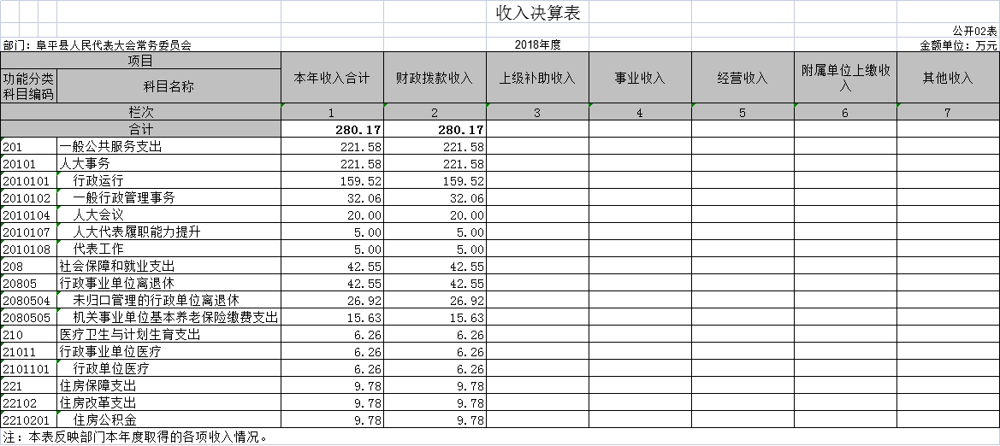 收入决算表
公开02表
部门：阜平县人民代表大会常务委员会 2018年度 金额单位：万元
项目 本年收入合计 财政拨款收入 上级补助收入 事业收入 经营收入 附属单位上缴收入 其他收入
功能分类科目编码 科目名称
栏次 1 2 3 4 5 6 7
合计 280.17 280.17
201 一般公共服务支出 221.58 221.58
20101 人大事务 221.58 221.58
2010101 行政运行 159.52 159.52
2010102 一般行政管理事务 32.06 32.06
2010104 人大会议 20.00 20.00
2010107 人大代表履职能力提升 5.00 5.00
2010108 代表工作 5.00 5.00
208 社会保障和就业支出 42.55 42.55
20805 行政事业单位离退休 42.55 42.55
2080504 未归口管理的行政单位离退休 26.92 26.92
2080505 机关事业单位基本养老保险缴费支出 15.63 15.63
210 医疗卫生与计划生育支出 6.26 6.26
21011 行政事业单位医疗 6.26 6.26
2101101 行政单位医疗 6.26 6.26
221 住房保障支出 9.78 9.78
22102 住房改革支出 9.78 9.78
2210201 住房公积金 9.78 9.78
注：本表反映部门本年度取得的各项收入情况。